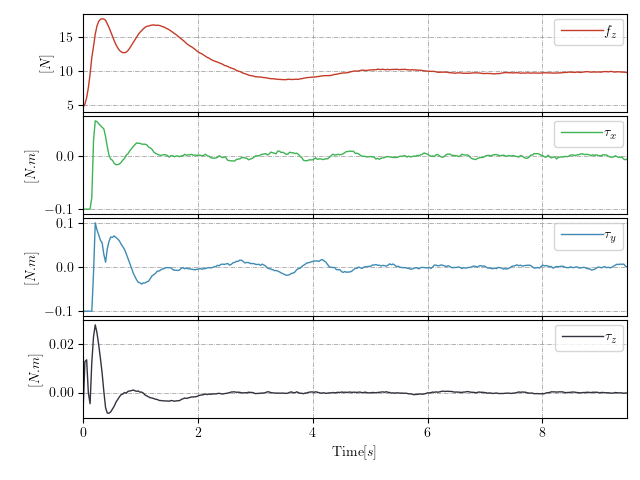 15
10
5
[N]
f_z
0.0
−0.1
[N.m]
τ_x
0.1
0.0
−0.1
[N.m]
τ_y
0.02
0.00
[N.m]
τ_z
0 2 4 6 8
Time[s]